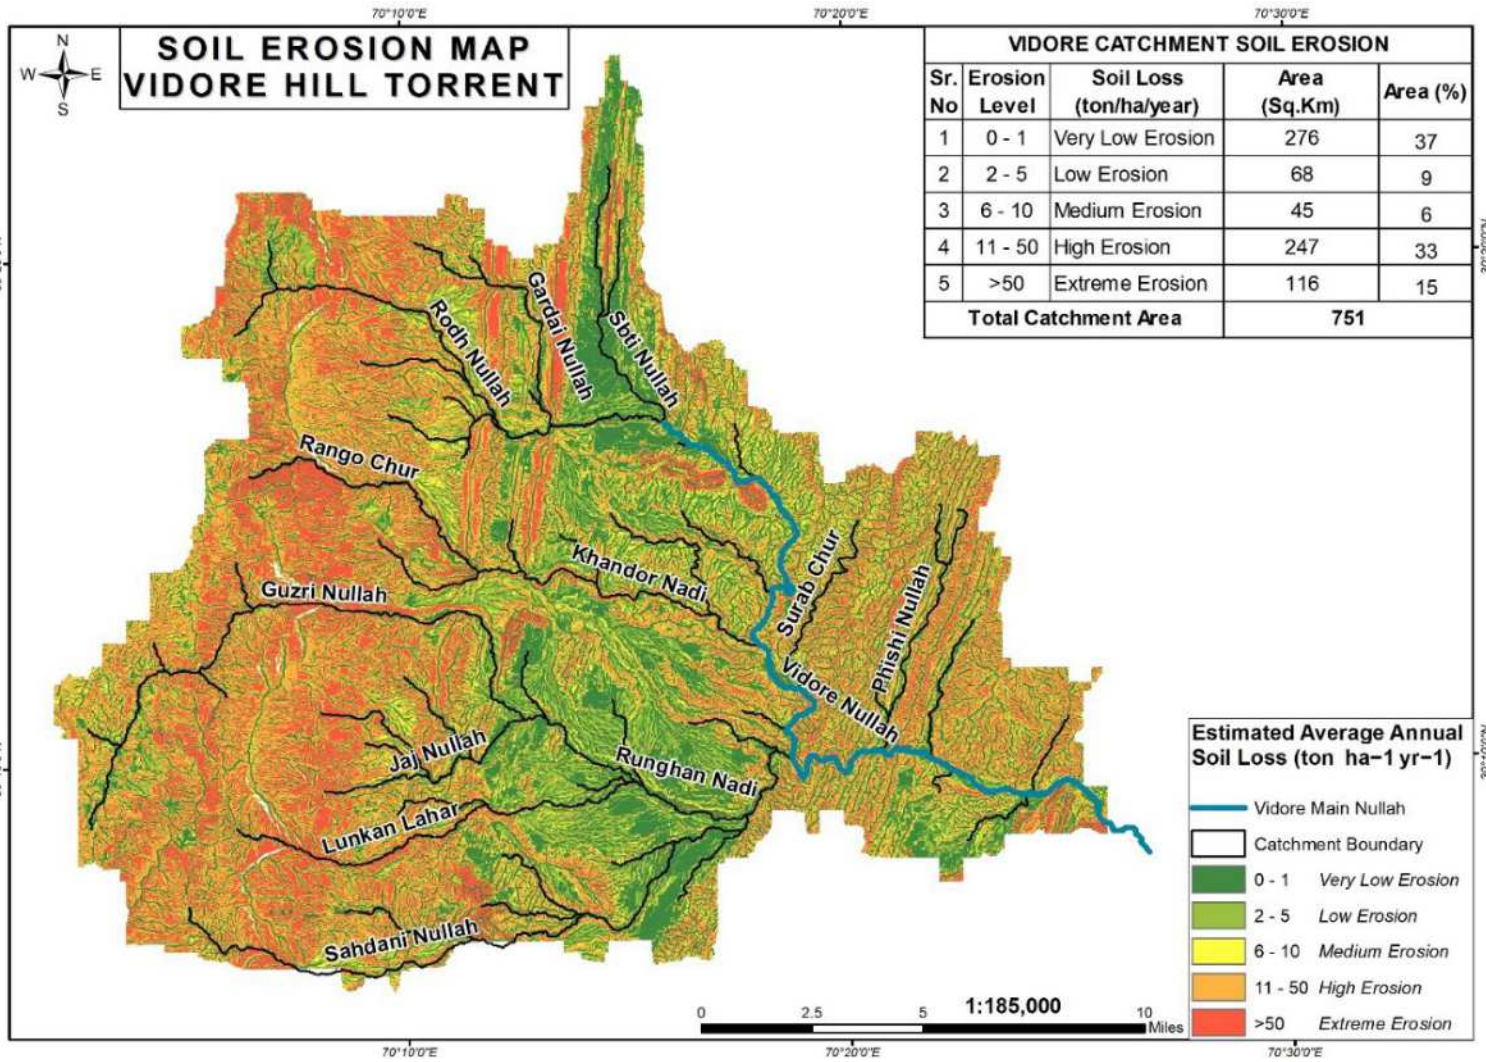 70°10'0"E 70°20'0"E 70°30'0"E
N
W E
S
SOIL EROSION MAP
VIDORE HILL TORRENT
VIDORE CATCHMENT SOIL EROSION
Sr. No Erosion Level Soil Loss (ton/ha/year) Area (Sq.Km) Area (%)
1 0 - 1 Very Low Erosion 276 37
2 2 - 5 Low Erosion 68 9
3 6 - 10 Medium Erosion 45 6
4 11 - 50 High Erosion 247 33
5 >50 Extreme Erosion 116 15
Total Catchment Area 751
Rodh Nullah
Gardai Nullah
Sbti Nullah
Rango Chur
Khandor Nadi
Surab Chur
Guzri Nullah
Phishi Nullah
Vidore Nullah
Jaj Nullah
Runghan Nadi
Lunkan Lahar
Sahdani Nullah
Estimated Average Annual
Soil Loss (ton ha−1 yr−1)
Vidore Main Nullah
Catchment Boundary
0 - 1 Very Low Erosion
2 - 5 Low Erosion
6 - 10 Medium Erosion
11 - 50 High Erosion
>50 Extreme Erosion
1:185,000
0 2.5 5 10
Miles
70°10'0"E 70°20'0"E 70°30'0"E